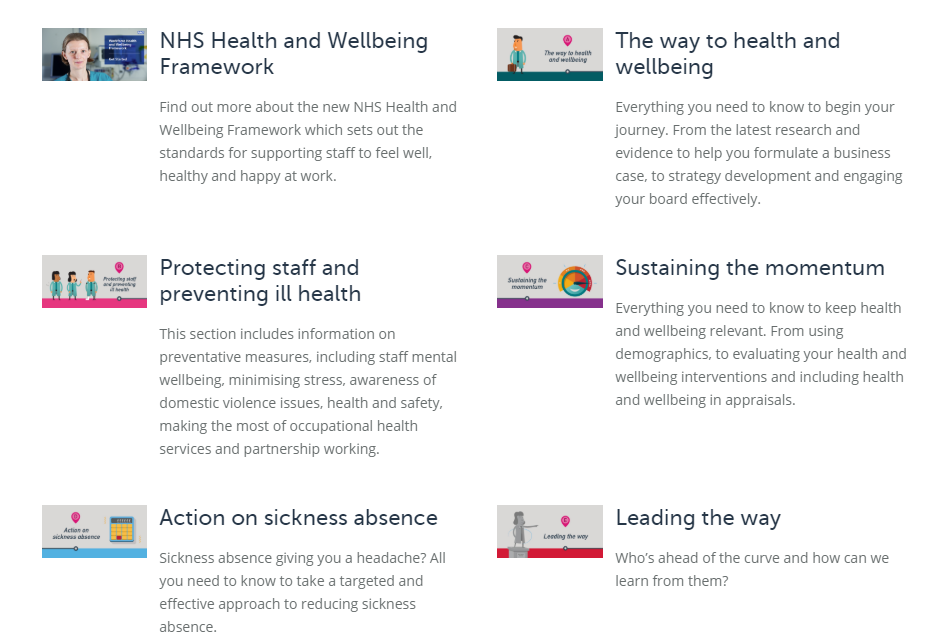 NHS Health and Wellbeing
Framework
Find out more about the new NHS Health and
Wellbeing Framework which sets out the
standards for supporting staff to feel well,
healthy and happy at work.
The way to health
and wellbeing
The way to health and
wellbeing
Everything you need to know to begin your
journey. From the latest research and
evidence to help you formulate a business
case, to strategy development and engaging
your board effectively.
Protecting staff
and preventing
ill health
Protecting staff and
preventing ill health
This section includes information on
preventative measures, including staff mental
wellbeing, minimising stress, awareness of
domestic violence issues, health and safety,
making the most of occupational health
services and partnership working.
Sustaining the
momentum
Sustaining the momentum
Everything you need to know to keep health
and wellbeing relevant. From using
demographics, to evaluating your health and
wellbeing interventions and including health
and wellbeing in appraisals.
Action on
sickness absence
Action on sickness absence
Sickness absence giving you a headache? All
you need to know to take a targeted and
effective approach to reducing sickness
absence.
Leading the way
Leading the way
Who’s ahead of the curve and how can we
learn from them?